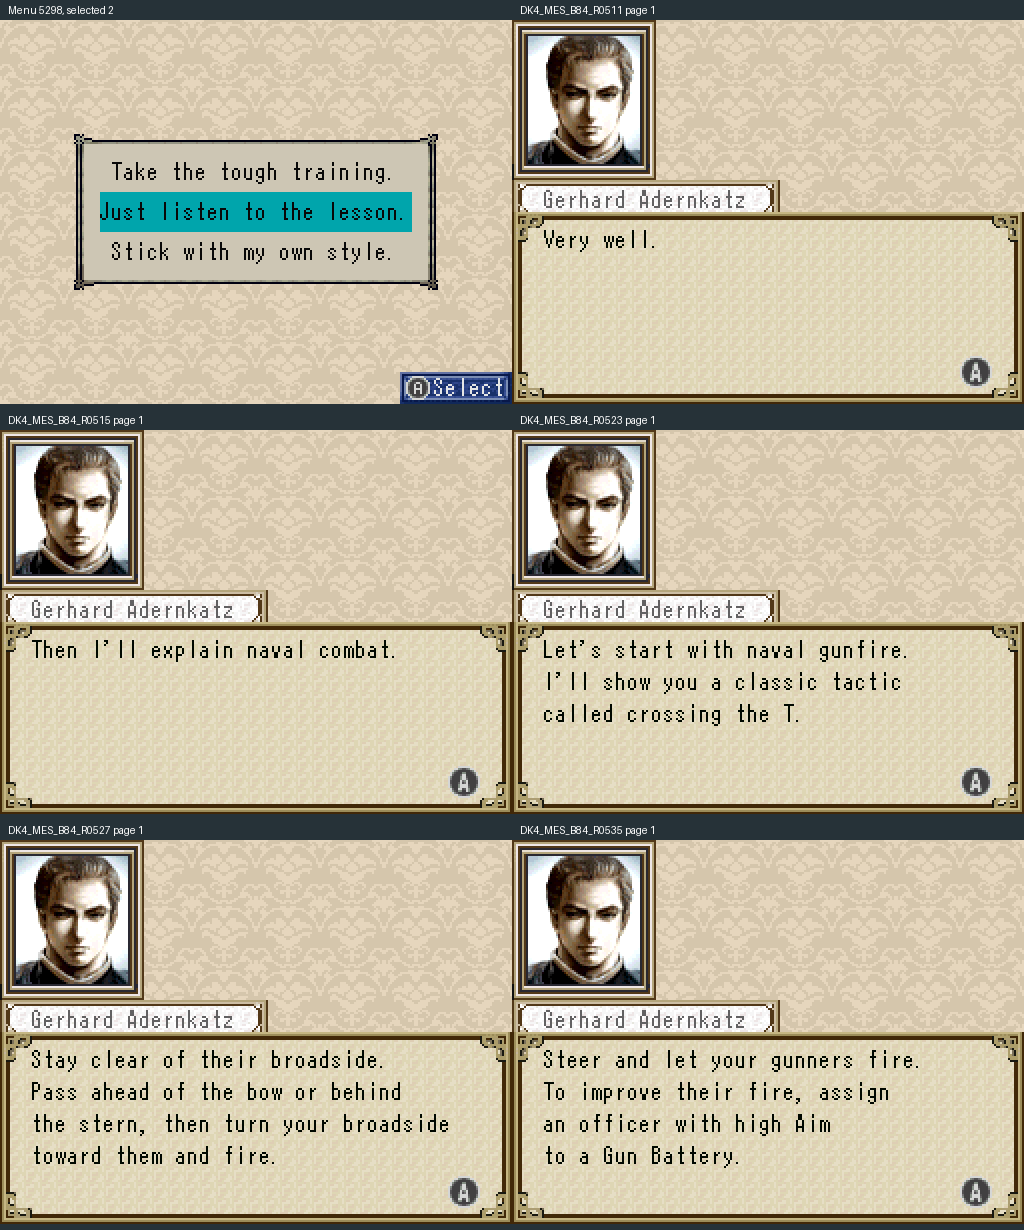 Menu 5298, selected 2
Take the tough training.
Just listen to the lesson.
Stick with my own style.
A Select
DK4_MES_B84_R0511 page 1
Gerhard Adernkatz
Very well.
A
DK4_MES_B84_R0515 page 1
Gerhard Adernkatz
Then I'll explain naval combat.
A
DK4_MES_B84_R0523 page 1
Gerhard Adernkatz
Let's start with naval gunfire.
I'll show you a classic tactic
called crossing the T.
A
DK4_MES_B84_R0527 page 1
Gerhard Adernkatz
Stay clear of their broadside.
Pass ahead of the bow or behind
the stern, then turn your broadside
toward them and fire.
A
DK4_MES_B84_R0535 page 1
Gerhard Adernkatz
Steer and let your gunners fire.
To improve their fire, assign
an officer with high Aim
to a Gun Battery.
A